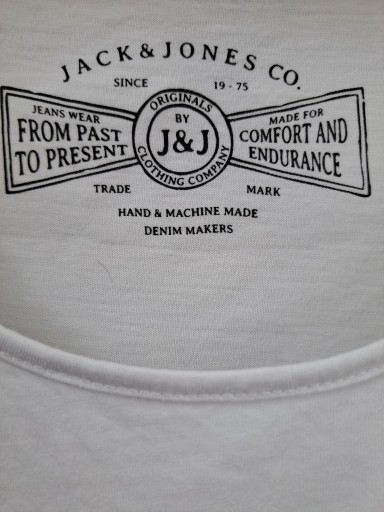 JACK & JONES CO.
SINCE 19-75
JEANS WEAR
FROM PAST
TO PRESENT
ORIGINALS
BY
J&J
CLOTHING COMPANY
MADE FOR
COMFORT AND
ENDURANCE
TRADE MARK
HAND & MACHINE MADE
DENIM MAKERS